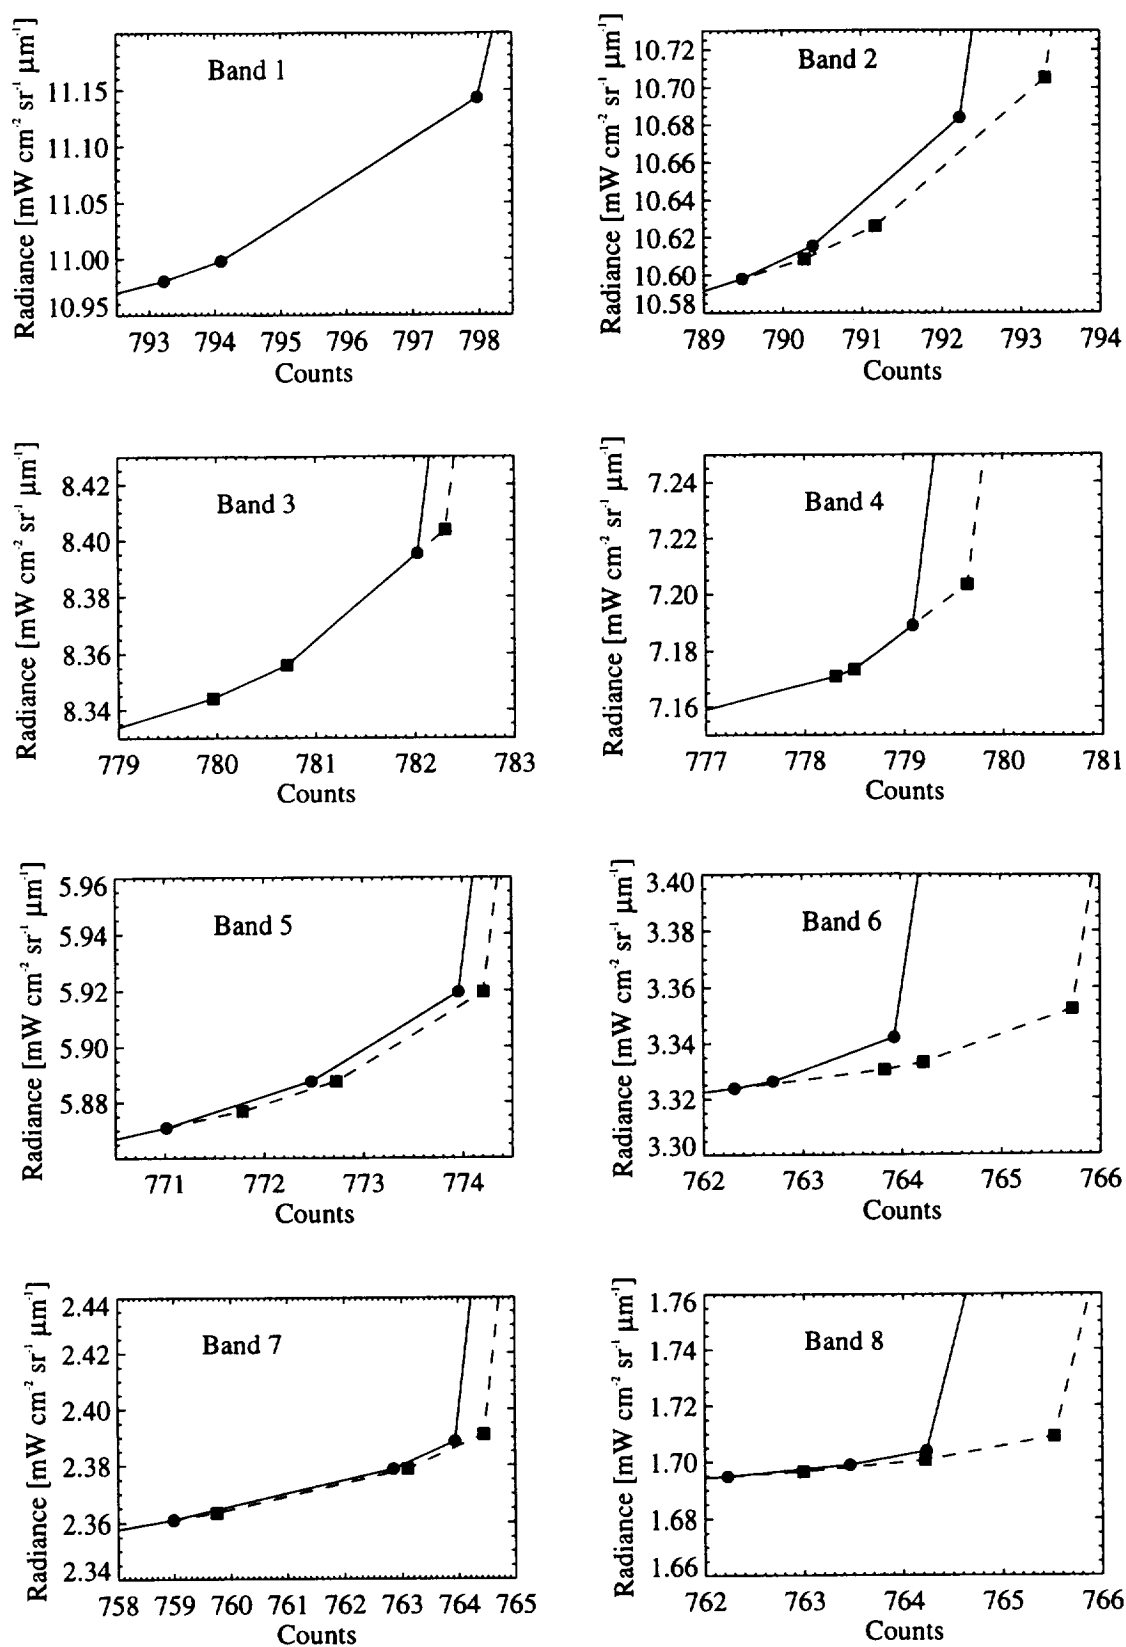 Radiance [mW cm-2 sr-1 μm-1]
Band 1
11.15
11.10
11.05
11.00
10.95
793 794 795 796 797 798
Counts
Radiance [mW cm-2 sr-1 μm-1]
Band 2
10.72
10.70
10.68
10.66
10.64
10.62
10.60
10.58
789 790 791 792 793 794
Counts
Radiance [mW cm-2 sr-1 μm-1]
Band 3
8.42
8.40
8.38
8.36
8.34
779 780 781 782 783
Counts
Radiance [mW cm-2 sr-1 μm-1]
Band 4
7.24
7.22
7.20
7.18
7.16
777 778 779 780 781
Counts
Radiance [mW cm-2 sr-1 μm-1]
Band 5
5.96
5.94
5.92
5.90
5.88
771 772 773 774
Counts
Radiance [mW cm-2 sr-1 μm-1]
Band 6
3.40
3.38
3.36
3.34
3.32
3.30
762 763 764 765 766
Counts
Radiance [mW cm-2 sr-1 μm-1]
Band 7
2.44
2.42
2.40
2.38
2.36
2.34
758 759 760 761 762 763 764 765
Counts
Radiance [mW cm-2 sr-1 μm-1]
Band 8
1.76
1.74
1.72
1.70
1.68
1.66
762 763 764 765 766
Counts